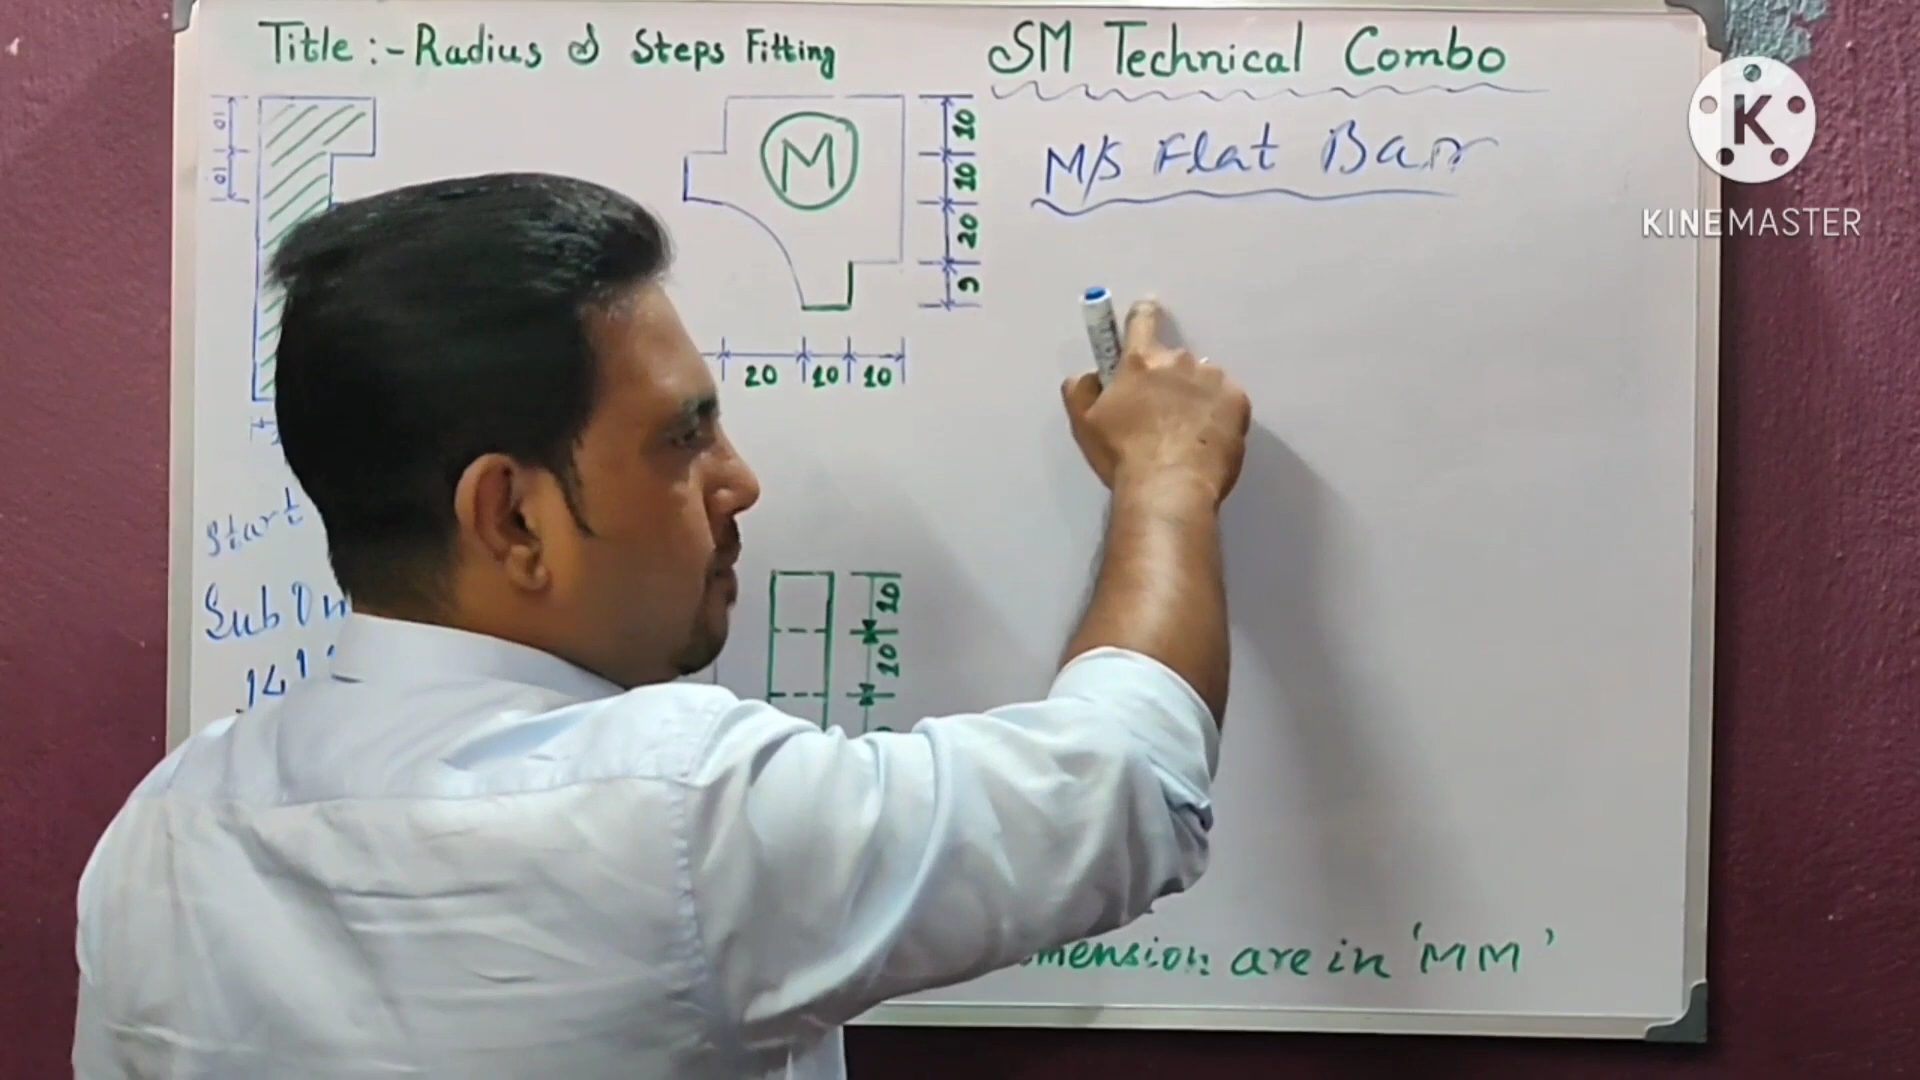 Title :- Radius & Steps Fitting
SM Technical Combo
M/S Flat Bar
10
10
M
10
10
20
9
20 10 10
Start
10
10
are in 'MM'
K
KINEMASTER